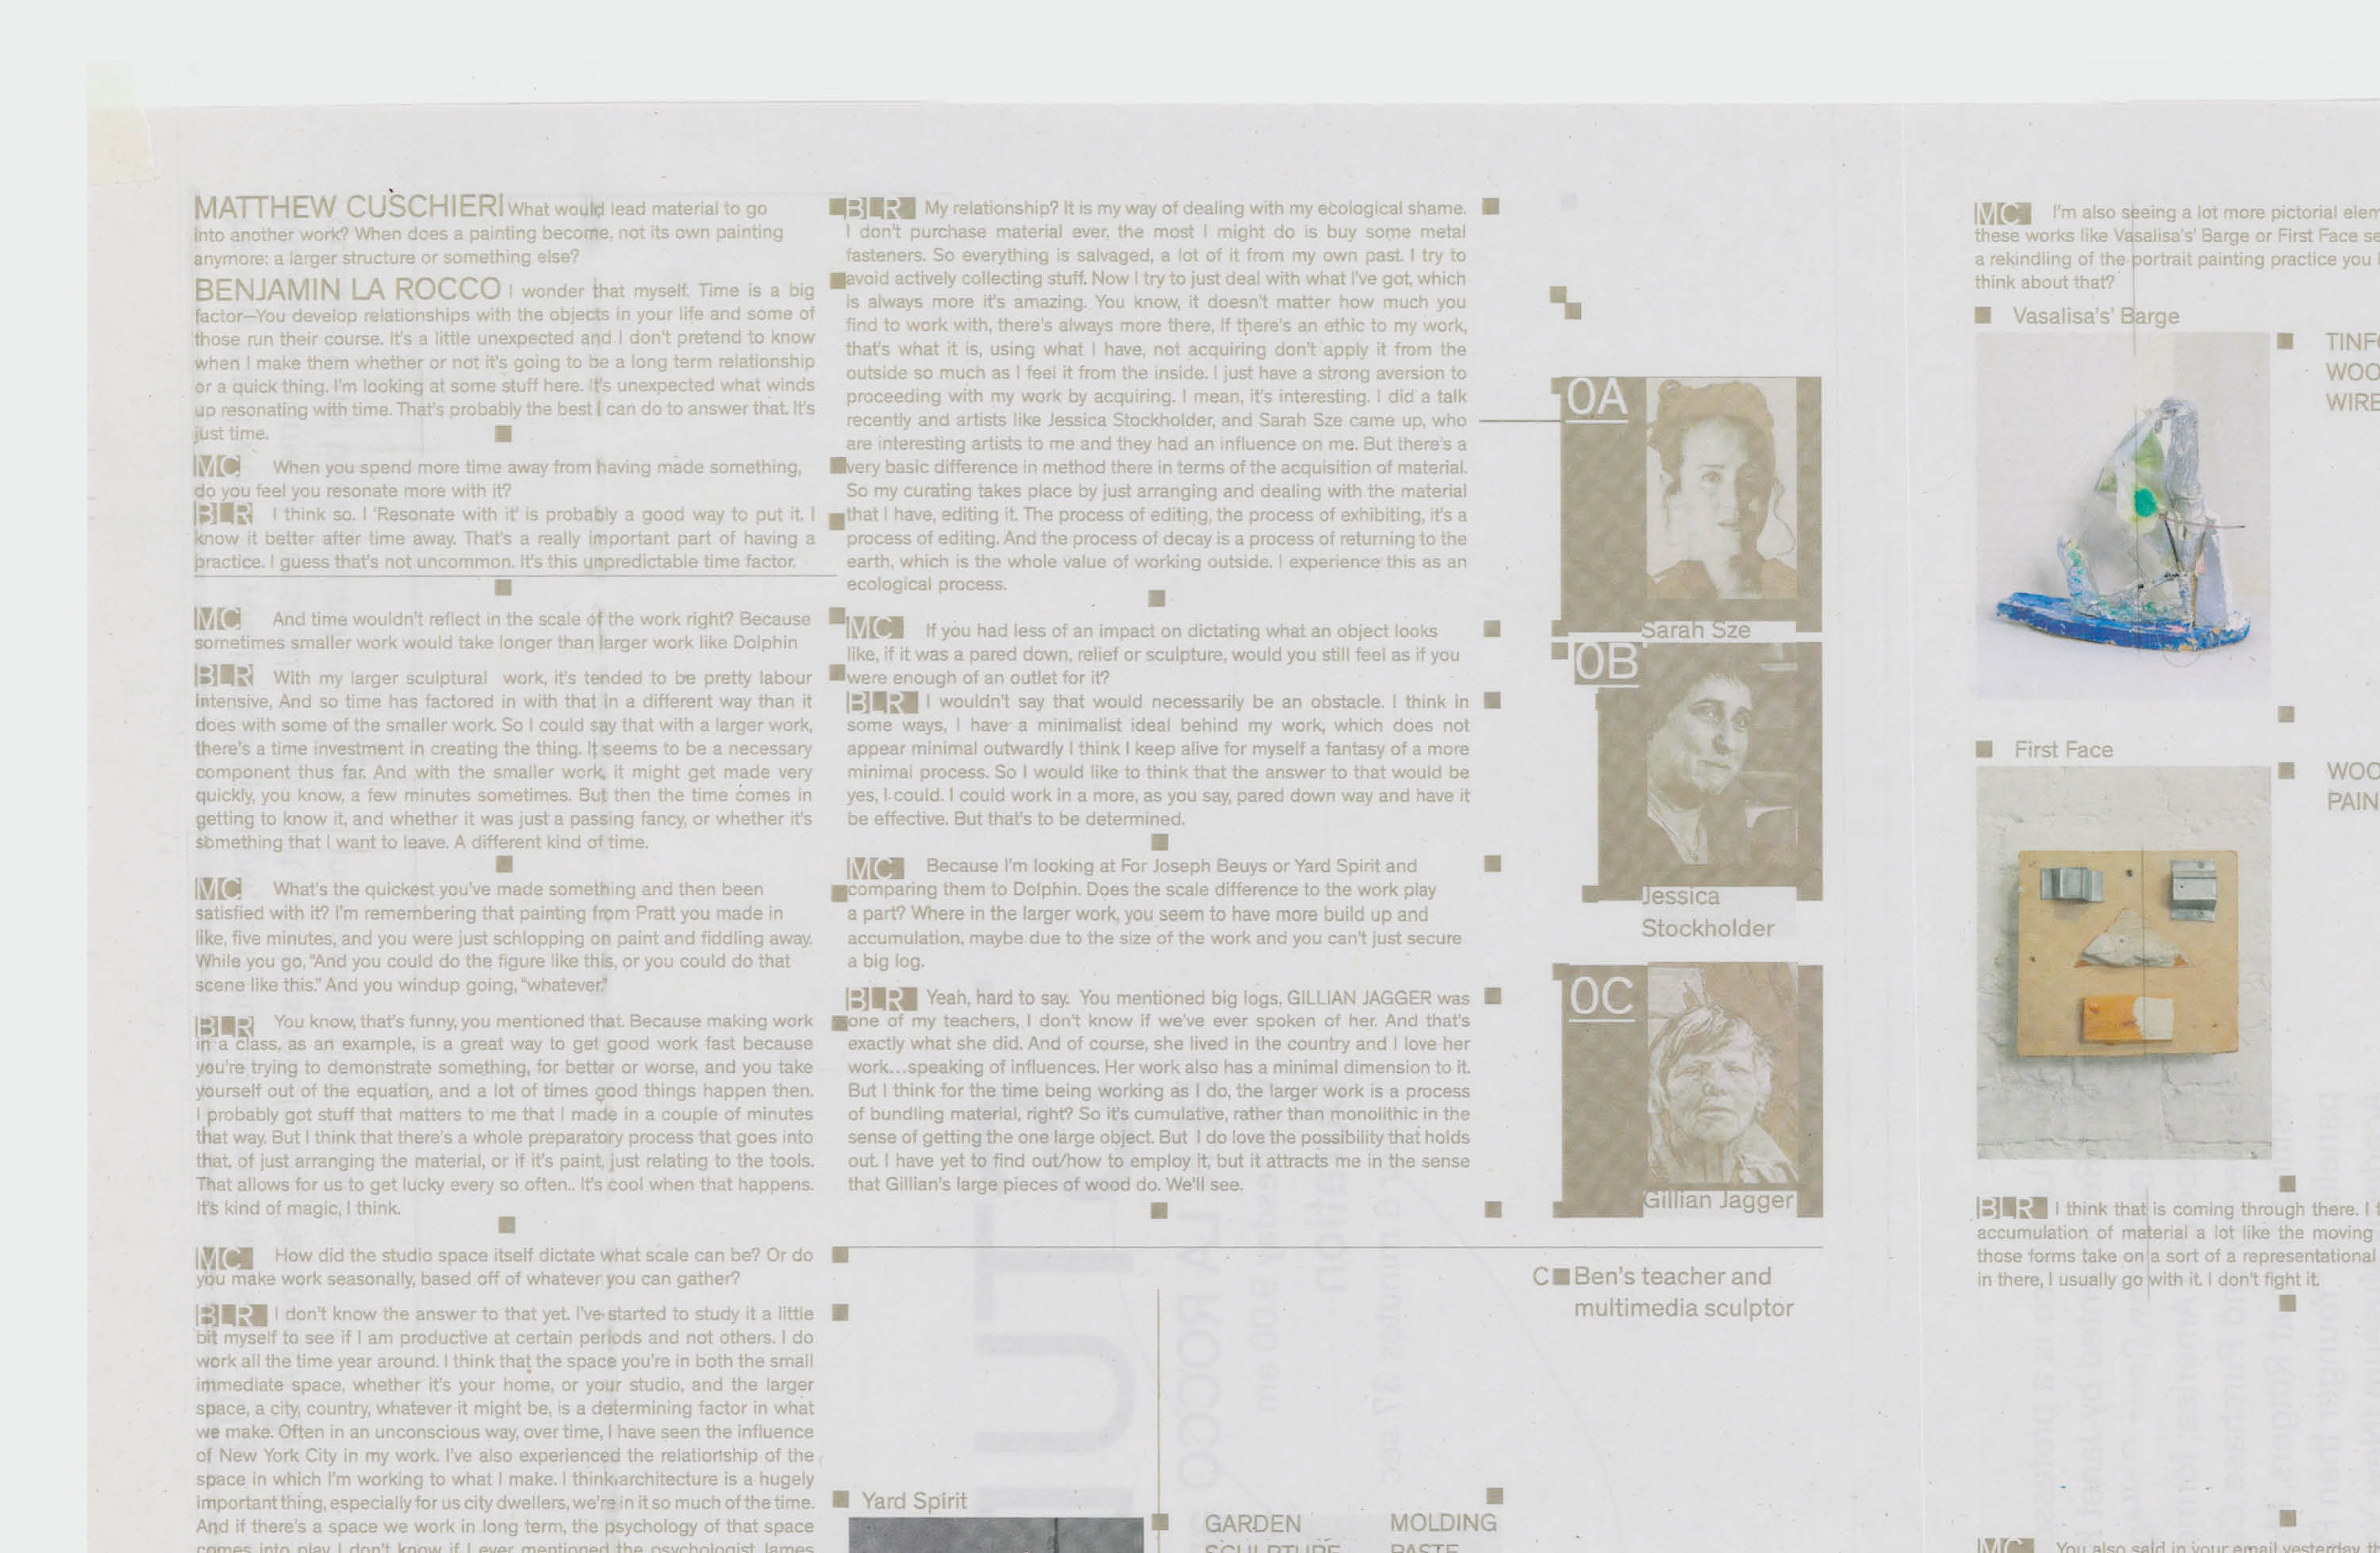 MATTHEW CUSCHIERI What would lead material to go
into another work? When does a painting become, not its own painting
anymore: a larger structure or something else?
BENJAMIN LA ROCCO I wonder that myself. Time is a big
factor—You develop relationships with the objects in your life and some of
those run their course. It's a little unexpected and I don't pretend to know
when I make them whether or not it's going to be a long term relationship
or a quick thing. I'm looking at some stuff here. It's unexpected what winds
up resonating with time. That's probably the best I can do to answer that. It's
just time.
MC When you spend more time away from having made something,
do you feel you resonate more with it?
BLR I think so. I 'Resonate with it' is probably a good way to put it. I
know it better after time away. That's a really important part of having a
practice. I guess that's not uncommon. It's this unpredictable time factor.
MC And time wouldn't reflect in the scale of the work right? Because
sometimes smaller work would take longer than larger work like Dolphin
BLR With my larger sculptural work, it's tended to be pretty labour
intensive, And so time has factored in with that in a different way than it
does with some of the smaller work. So I could say that with a larger work,
there's a time investment in creating the thing. It seems to be a necessary
component thus far. And with the smaller work, it might get made very
quickly, you know, a few minutes sometimes. But then the time comes in
getting to know it, and whether it was just a passing fancy, or whether it's
something that I want to leave. A different kind of time.
MC What's the quickest you've made something and then been
satisfied with it? I'm remembering that painting from Pratt you made in
like, five minutes, and you were just schlopping on paint and fiddling away.
While you go, "And you could do the figure like this, or you could do that
scene like this." And you windup going, "whatever."
BLR You know, that's funny, you mentioned that. Because making work
in a class, as an example, is a great way to get good work fast because
you're trying to demonstrate something, for better or worse, and you take
yourself out of the equation, and a lot of times good things happen then.
I probably got stuff that matters to me that I made in a couple of minutes
that way. But I think that there's a whole preparatory process that goes into
that, of just arranging the material, or if it's paint, just relating to the tools.
That allows for us to get lucky every so often.. It's cool when that happens.
It's kind of magic, I think.
MC How did the studio space itself dictate what scale can be? Or do
you make work seasonally, based off of whatever you can gather?
BLR I don't know the answer to that yet. I've started to study it a little
bit myself to see if I am productive at certain periods and not others. I do
work all the time year around. I think that the space you're in both the small
immediate space, whether it's your home, or your studio, and the larger
space, a city, country, whatever it might be, is a determining factor in what
we make. Often in an unconscious way, over time, I have seen the influence
of New York City in my work. I've also experienced the relationship of the
space in which I'm working to what I make. I think architecture is a hugely
important thing, especially for us city dwellers, we're in it so much of the time.
And if there's a space we work in long term, the psychology of that space
comes into play I don't know if I ever mentioned the psychologist James
BLR My relationship? It is my way of dealing with my ecological shame.
I don't purchase material ever, the most I might do is buy some metal
fasteners. So everything is salvaged, a lot of it from my own past. I try to
avoid actively collecting stuff. Now I try to just deal with what I've got, which
is always more it's amazing. You know, it doesn't matter how much you
find to work with, there's always more there, If there's an ethic to my work,
that's what it is, using what I have, not acquiring don't apply it from the
outside so much as I feel it from the inside. I just have a strong aversion to
proceeding with my work by acquiring. I mean, it's interesting. I did a talk
recently and artists like Jessica Stockholder, and Sarah Sze came up, who
are interesting artists to me and they had an influence on me. But there's a
very basic difference in method there in terms of the acquisition of material.
So my curating takes place by just arranging and dealing with the material
that I have, editing it. The process of editing, the process of exhibiting, it's a
process of editing. And the process of decay is a process of returning to the
earth, which is the whole value of working outside. I experience this as an
ecological process.
MC If you had less of an impact on dictating what an object looks
like, if it was a pared down, relief or sculpture, would you still feel as if you
were enough of an outlet for it?
BLR I wouldn't say that would necessarily be an obstacle. I think in
some ways, I have a minimalist ideal behind my work, which does not
appear minimal outwardly I think I keep alive for myself a fantasy of a more
minimal process. So I would like to think that the answer to that would be
yes, I could. I could work in a more, as you say, pared down way and have it
be effective. But that's to be determined.
MC Because I'm looking at For Joseph Beuys or Yard Spirit and
comparing them to Dolphin. Does the scale difference to the work play
a part? Where in the larger work, you seem to have more build up and
accumulation, maybe due to the size of the work and you can't just secure
a big log.
BLR Yeah, hard to say. You mentioned big logs, GILLIAN JAGGER was
one of my teachers, I don't know if we've ever spoken of her. And that's
exactly what she did. And of course, she lived in the country and I love her
work...speaking of influences. Her work also has a minimal dimension to it.
But I think for the time being working as I do, the larger work is a process
of bundling material, right? So it's cumulative, rather than monolithic in the
sense of getting the one large object. But I do love the possibility that holds
out. I have yet to find out/how to employ it, but it attracts me in the sense
that Gillian's large pieces of wood do. We'll see.
Yard Spirit
GARDEN
SCULPTURE
MOLDING
PASTE
0A
Sarah Sze
0B
Jessica
Stockholder
0C
Gillian Jagger
C Ben's teacher and
multimedia sculptor
MC I'm also seeing a lot more pictorial
these works like Vasalisa's' Barge or First Face
a rekindling of the portrait painting practice you
think about that?
Vasalisa's' Barge
First Face
BLR I think that is coming through there. I
accumulation of material a lot like the moving
those forms take on a sort of a representational
in there, I usually go with it. I don't fight it.
MC You also said in your email yesterday